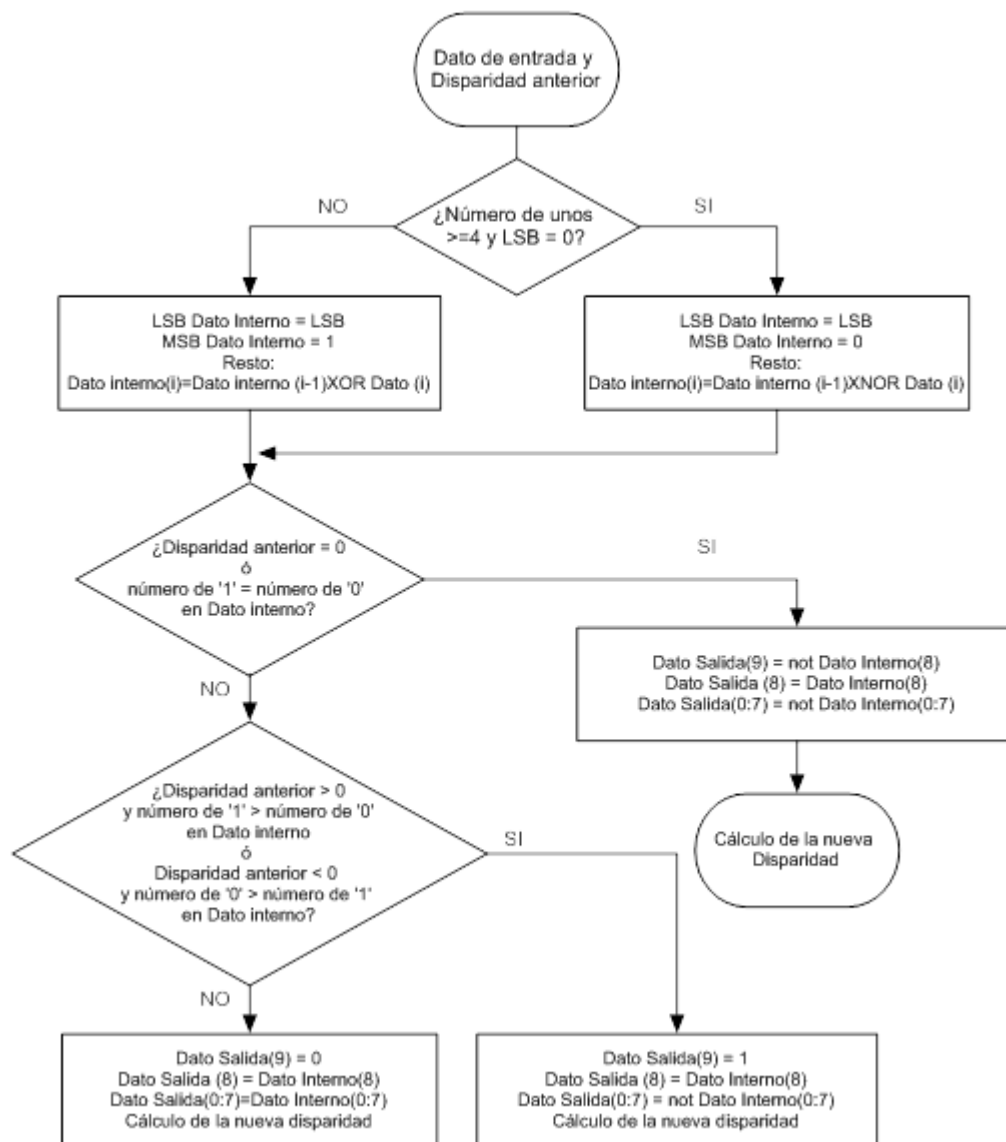 Dato de entrada y
Disparidad anterior
NO
SI
¿Número de unos
>=4 y LSB = 0?
LSB Dato Interno = LSB
MSB Dato Interno = 1
Resto:
Dato interno(i)=Dato interno (i-1)XOR Dato (i)
LSB Dato Interno = LSB
MSB Dato Interno = 0
Resto:
Dato interno(i)=Dato interno (i-1)XNOR Dato (i)
¿Disparidad anterior = 0
ó
número de '1' = número de '0'
en Dato interno?
SI
NO
Dato Salida(9) = not Dato Interno(8)
Dato Salida (8) = Dato Interno(8)
Dato Salida(0:7) = not Dato Interno(0:7)
Cálculo de la nueva
Disparidad
¿Disparidad anterior > 0
y número de '1' > número de '0'
en Dato interno
ó
Disparidad anterior < 0
y número de '0' > número de '1'
en Dato interno?
SI
NO
Dato Salida(9) = 0
Dato Salida (8) = Dato Interno(8)
Dato Salida(0:7)=Dato Interno(0:7)
Cálculo de la nueva disparidad
Dato Salida(9) = 1
Dato Salida (8) = Dato Interno(8)
Dato Salida(0:7) = not Dato Interno(0:7)
Cálculo de la nueva disparidad